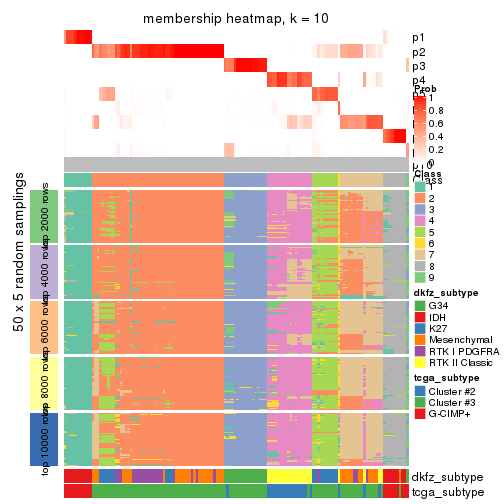 membership heatmap, k = 10
p1
p2
p3
p4
Prob
1
0.8
0.6
0.4
0.2
0
Class
1
2
3
4
5
6
7
8
9
dkfz_subtype
G34
IDH
K27
Mesenchymal
RTK I PDGFRA
RTK II Classic
tcga_subtype
Cluster #2
Cluster #3
G-CIMP+
50 x 5 random samplings
top 2000 rows
top 4000 rows
top 6000 rows
top 8000 rows
top 10000 rows
dkfz_subtype
tcga_subtype